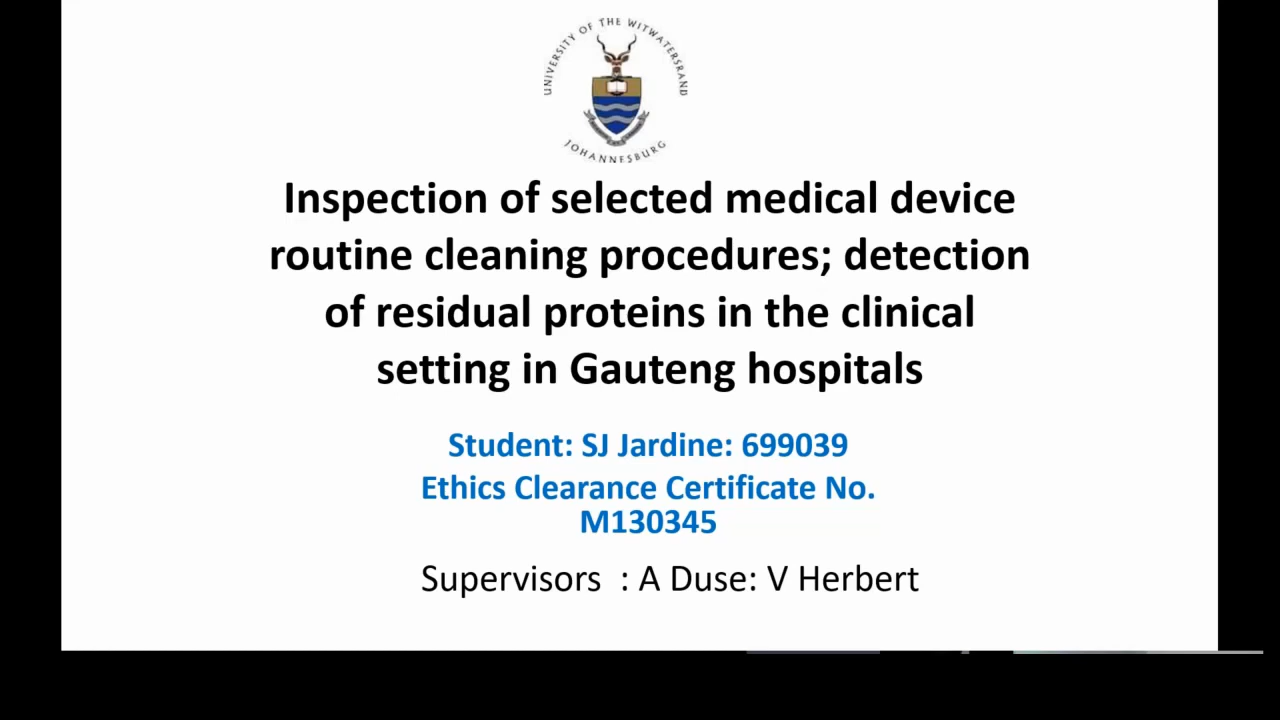 UNIVERSITY OF THE WITWATERSRAND
JOHANNESBURG
Inspection of selected medical device
routine cleaning procedures; detection
of residual proteins in the clinical
setting in Gauteng hospitals
Student: SJ Jardine: 699039
Ethics Clearance Certificate No.
M130345
Supervisors  : A Duse: V Herbert